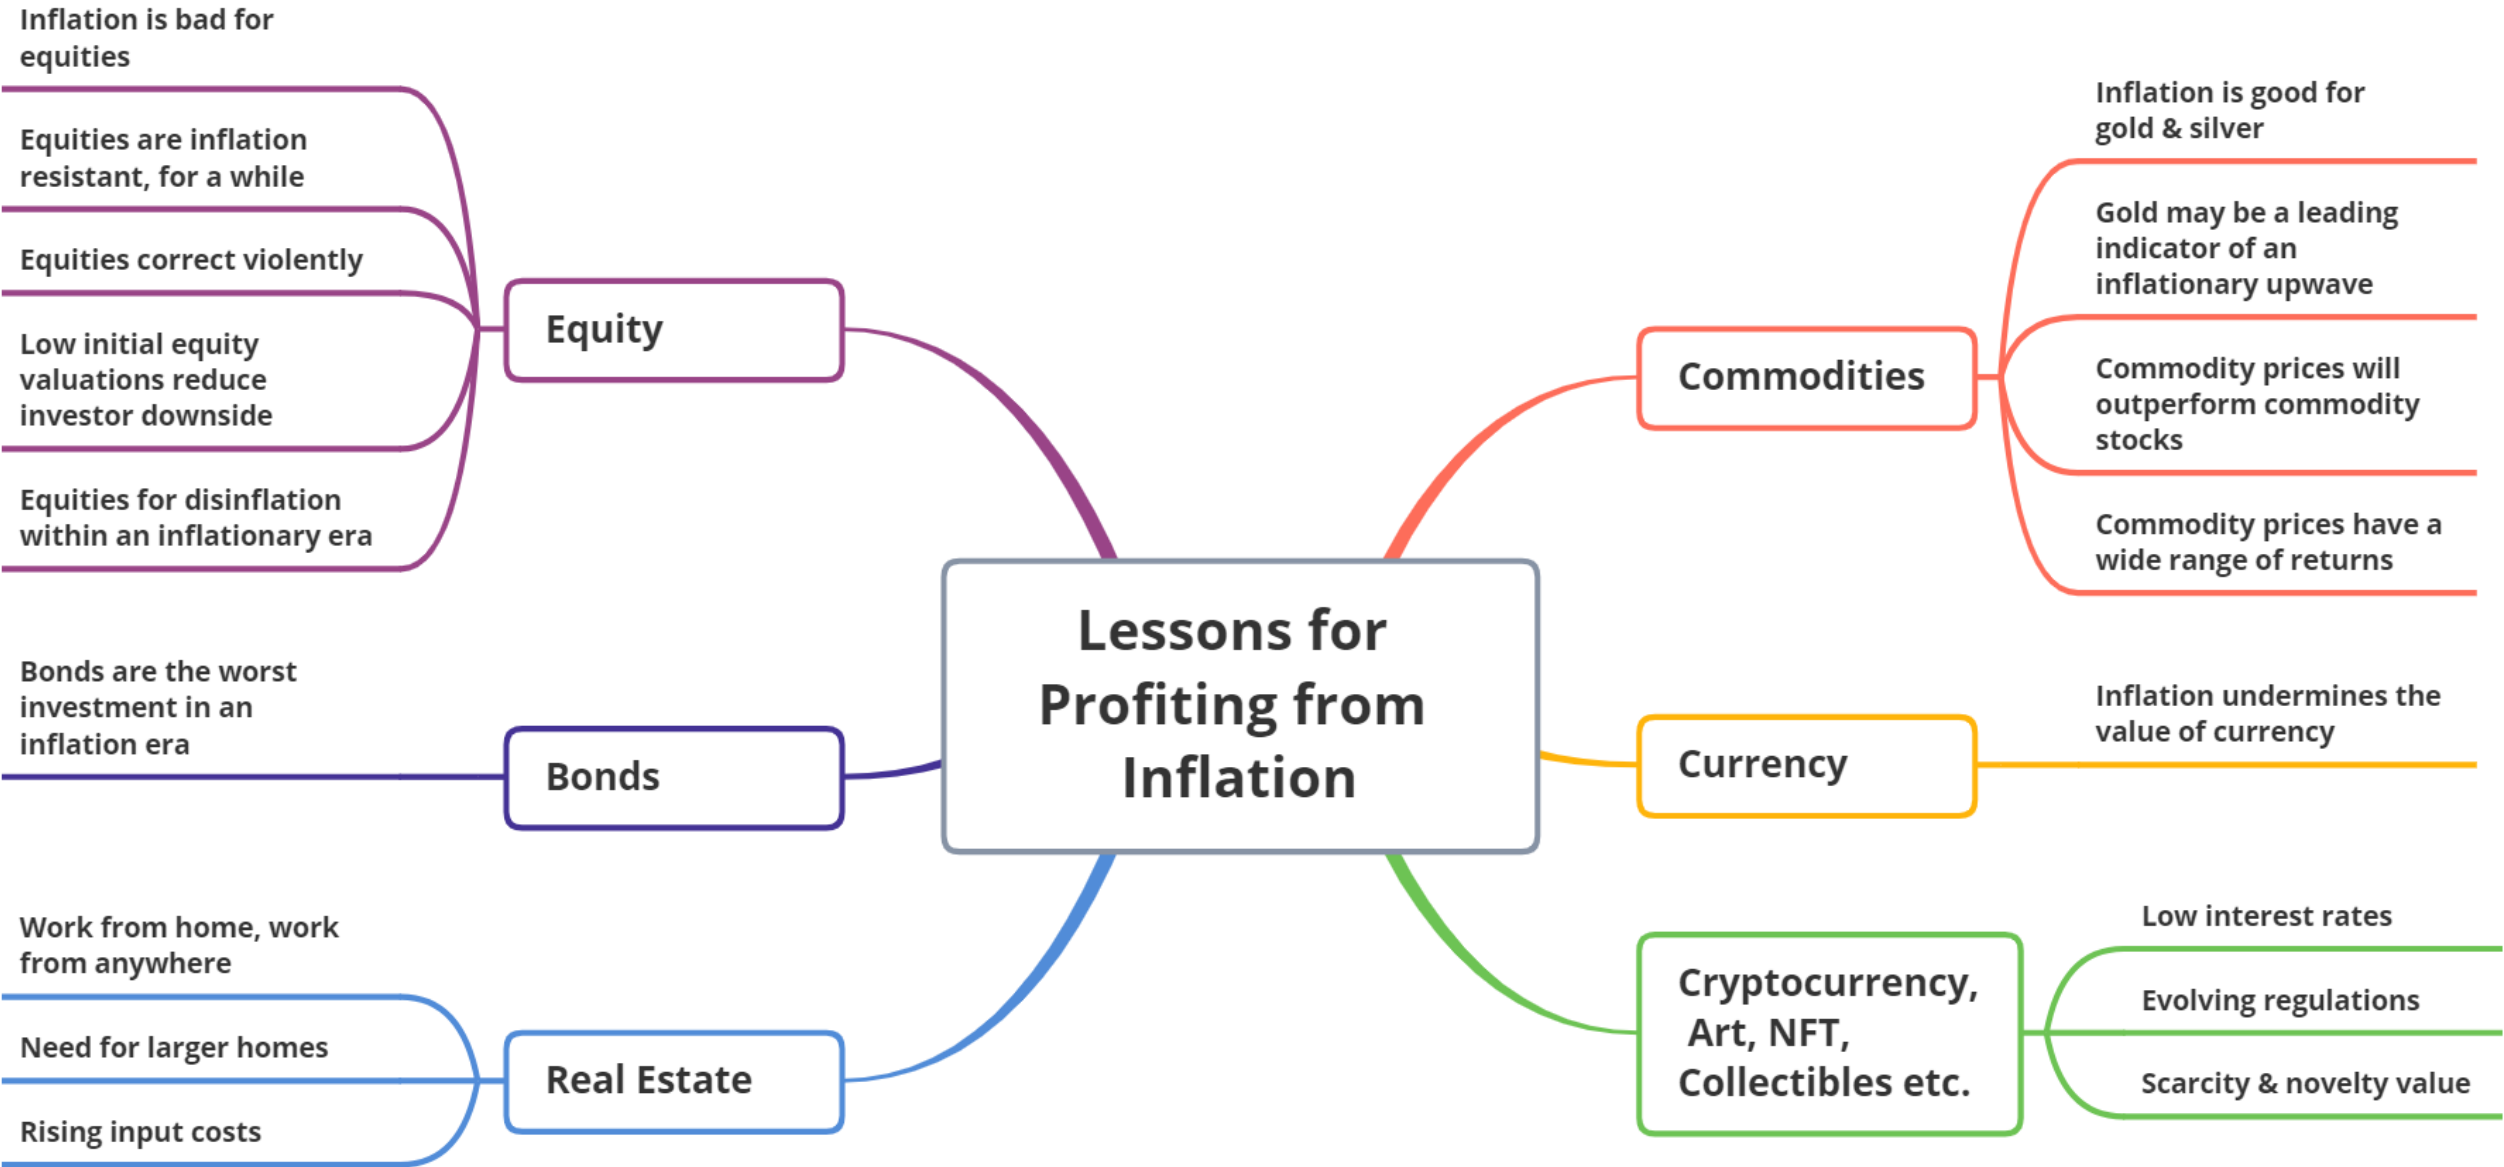 Inflation is bad for
equities
Equities are inflation
resistant, for a while
Equities correct violently
Low initial equity
valuations reduce
investor downside
Equities for disinflation
within an inflationary era
Equity
Bonds are the worst
investment in an
inflation era
Bonds
Work from home, work
from anywhere
Need for larger homes
Rising input costs
Real Estate
Lessons for
Profiting from
Inflation
Commodities
Inflation is good for
gold & silver
Gold may be a leading
indicator of an
inflationary upwave
Commodity prices will
outperform commodity
stocks
Commodity prices have a
wide range of returns
Currency
Inflation undermines the
value of currency
Cryptocurrency,
Art, NFT,
Collectibles etc.
Low interest rates
Evolving regulations
Scarcity & novelty value